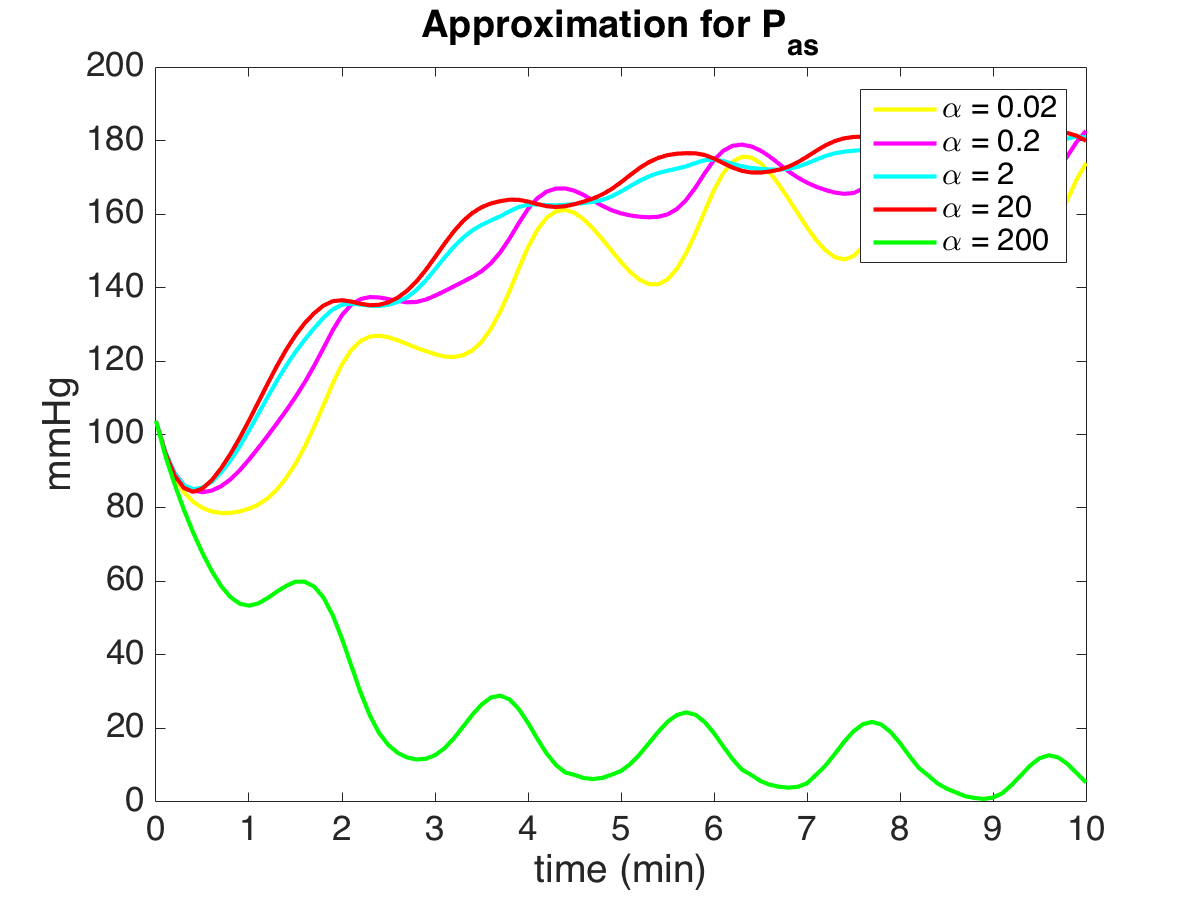 Approximation for P_as
200
180
160
140
120
100
80
60
40
20
0
mmHg
α = 0.02
α = 0.2
α = 2
α = 20
α = 200
0 1 2 3 4 5 6 7 8 9 10
time (min)